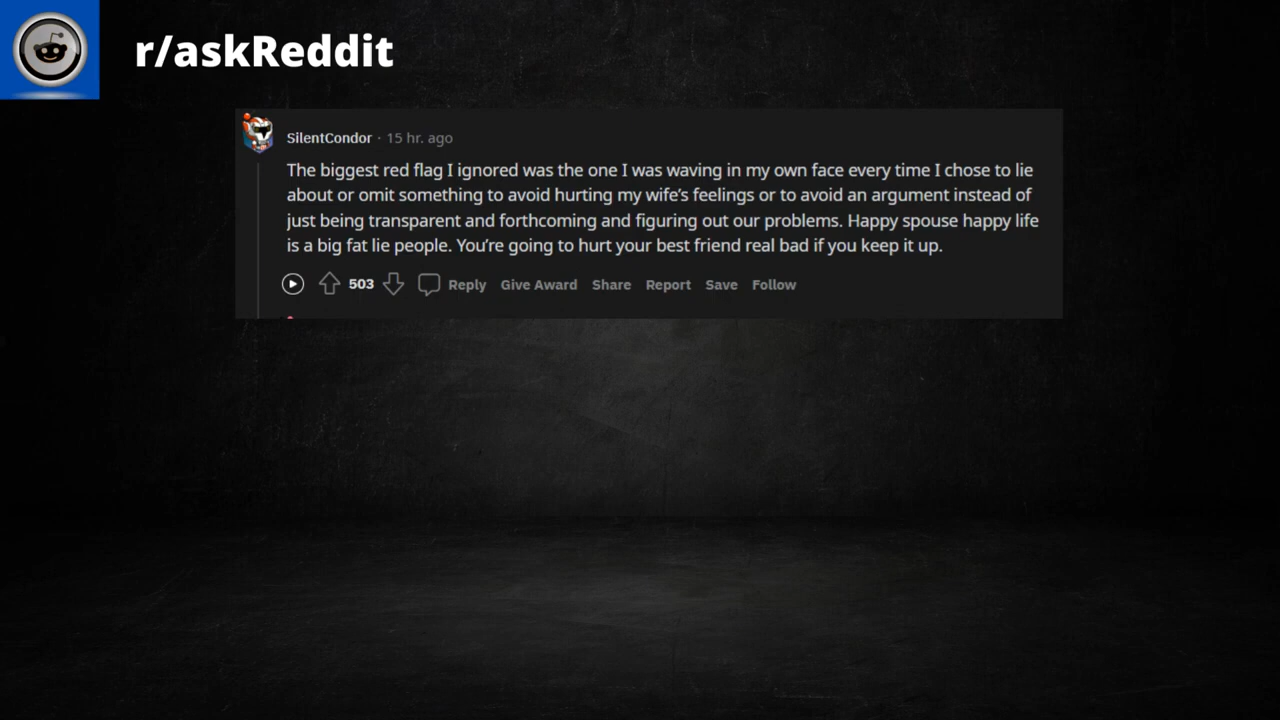 r/askReddit
SilentCondor · 15 hr. ago
The biggest red flag I ignored was the one I was waving in my own face every time I chose to lie
about or omit something to avoid hurting my wife’s feelings or to avoid an argument instead of
just being transparent and forthcoming and figuring out our problems. Happy spouse happy life
is a big fat lie people. You’re going to hurt your best friend real bad if you keep it up.
503 Reply Give Award Share Report Save Follow